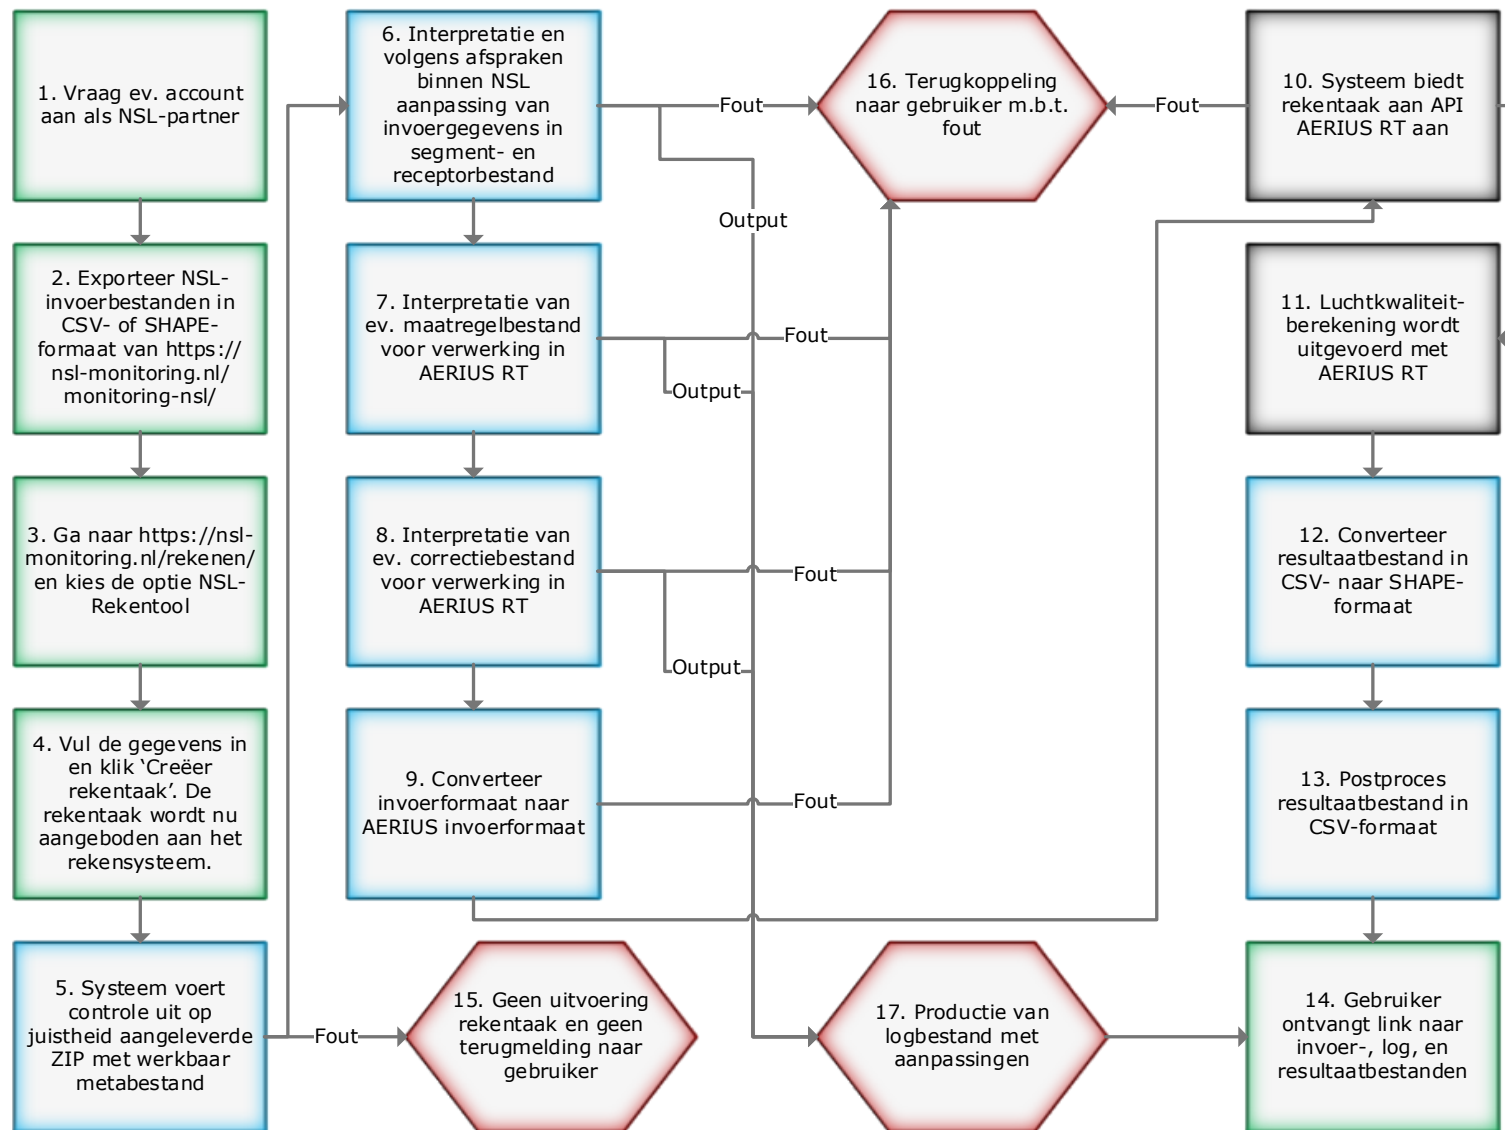 1. Vraag ev. account
aan als NSL-partner
2. Exporteer NSL-
invoerbestanden in
CSV- of SHAPE-
formaat van https://
nsl-monitoring.nl/
monitoring-nsl/
3. Ga naar https://nsl-
monitoring.nl/rekenen/
en kies de optie NSL-
Rekentool
4. Vul de gegevens in
en klik ‘Creëer
rekentaak’. De
rekentaak wordt nu
aangeboden aan het
rekensysteem.
5. Systeem voert
controle uit op
juistheid aangeleverde
ZIP met werkbaar
metabestand
Fout
15. Geen uitvoering
rekentaak en geen
terugmelding naar
gebruiker
6. Interpretatie en
volgens afspraken
binnen NSL
aanpassing van
invoergegevens in
segment- en
receptorbestand
Fout
Output
7. Interpretatie van
ev. maatregelbestand
voor verwerking in
AERIUS RT
Fout
Output
8. Interpretatie van
ev. correctiebestand
voor verwerking in
AERIUS RT
Fout
Output
9. Converteer
invoerformaat naar
AERIUS invoerformaat
Fout
16. Terugkoppeling
naar gebruiker m.b.t.
fout
Fout
17. Productie van
logbestand met
aanpassingen
10. Systeem biedt
rekentaak aan API
AERIUS RT aan
11. Luchtkwaliteit-
berekening wordt
uitgevoerd met
AERIUS RT
12. Converteer
resultaatbestand in
CSV- naar SHAPE-
formaat
13. Postproces
resultaatbestand in
CSV-formaat
14. Gebruiker
ontvangt link naar
invoer-, log, en
resultaatbestanden